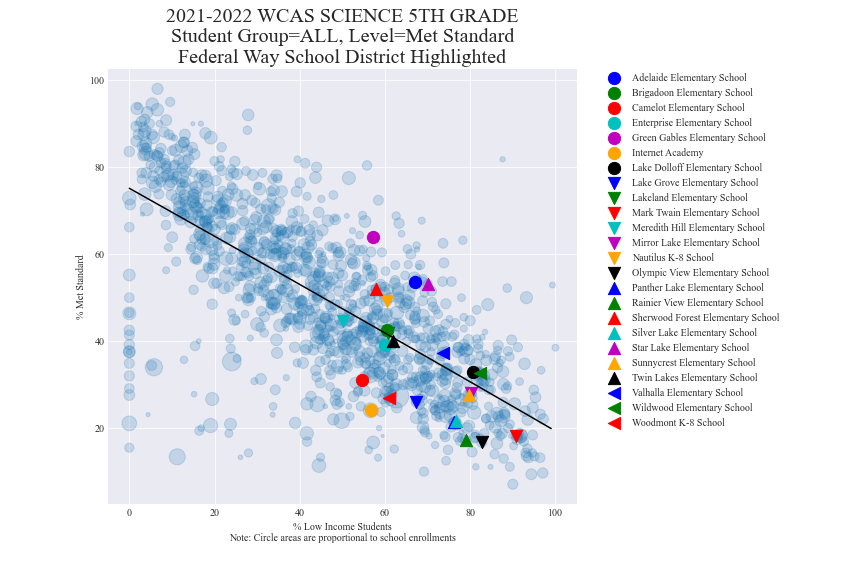 2021-2022 WCAS SCIENCE 5TH GRADE
Student Group=ALL, Level=Met Standard
Federal Way School District Highlighted
100
80
60
40
20
% Met Standard
0
20
40
60
80
100
% Low Income Students
Note: Circle areas are proportional to school enrollments
Adelaide Elementary School
Brigadoon Elementary School
Camelot Elementary School
Enterprise Elementary School
Green Gables Elementary School
Internet Academy
Lake Dolloff Elementary School
Lake Grove Elementary School
Lakeland Elementary School
Mark Twain Elementary School
Meredith Hill Elementary School
Mirror Lake Elementary School
Nautilus K-8 School
Olympic View Elementary School
Panther Lake Elementary School
Rainier View Elementary School
Sherwood Forest Elementary School
Silver Lake Elementary School
Star Lake Elementary School
Sunnycrest Elementary School
Twin Lakes Elementary School
Valhalla Elementary School
Wildwood Elementary School
Woodmont K-8 School